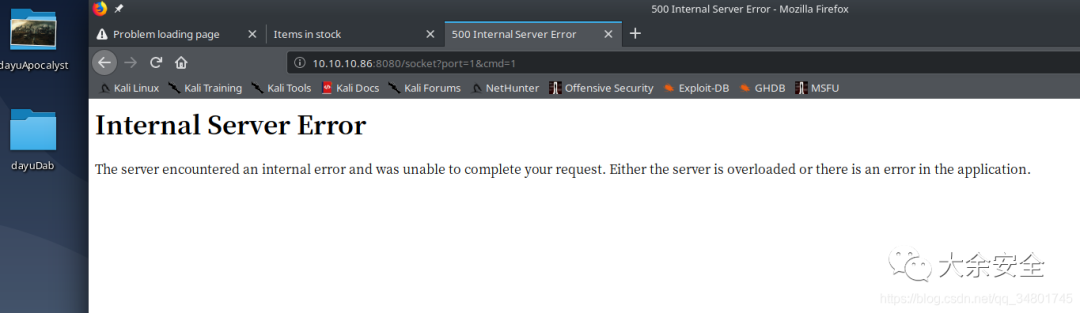 500 Internal Server Error - Mozilla Firefox
Problem loading page
Items in stock
500 Internal Server Error
10.10.10.86:8080/socket?port=1&cmd=1
Kali Linux Kali Training Kali Tools Kali Docs Kali Forums NetHunter Offensive Security Exploit-DB GHDB MSFU
dayuApocalyst
dayuDab
Internal Server Error
The server encountered an internal error and was unable to complete your request. Either the server is overloaded or there is an error in the application.
大余安全
https://blog.csdn.net/qq_34801745